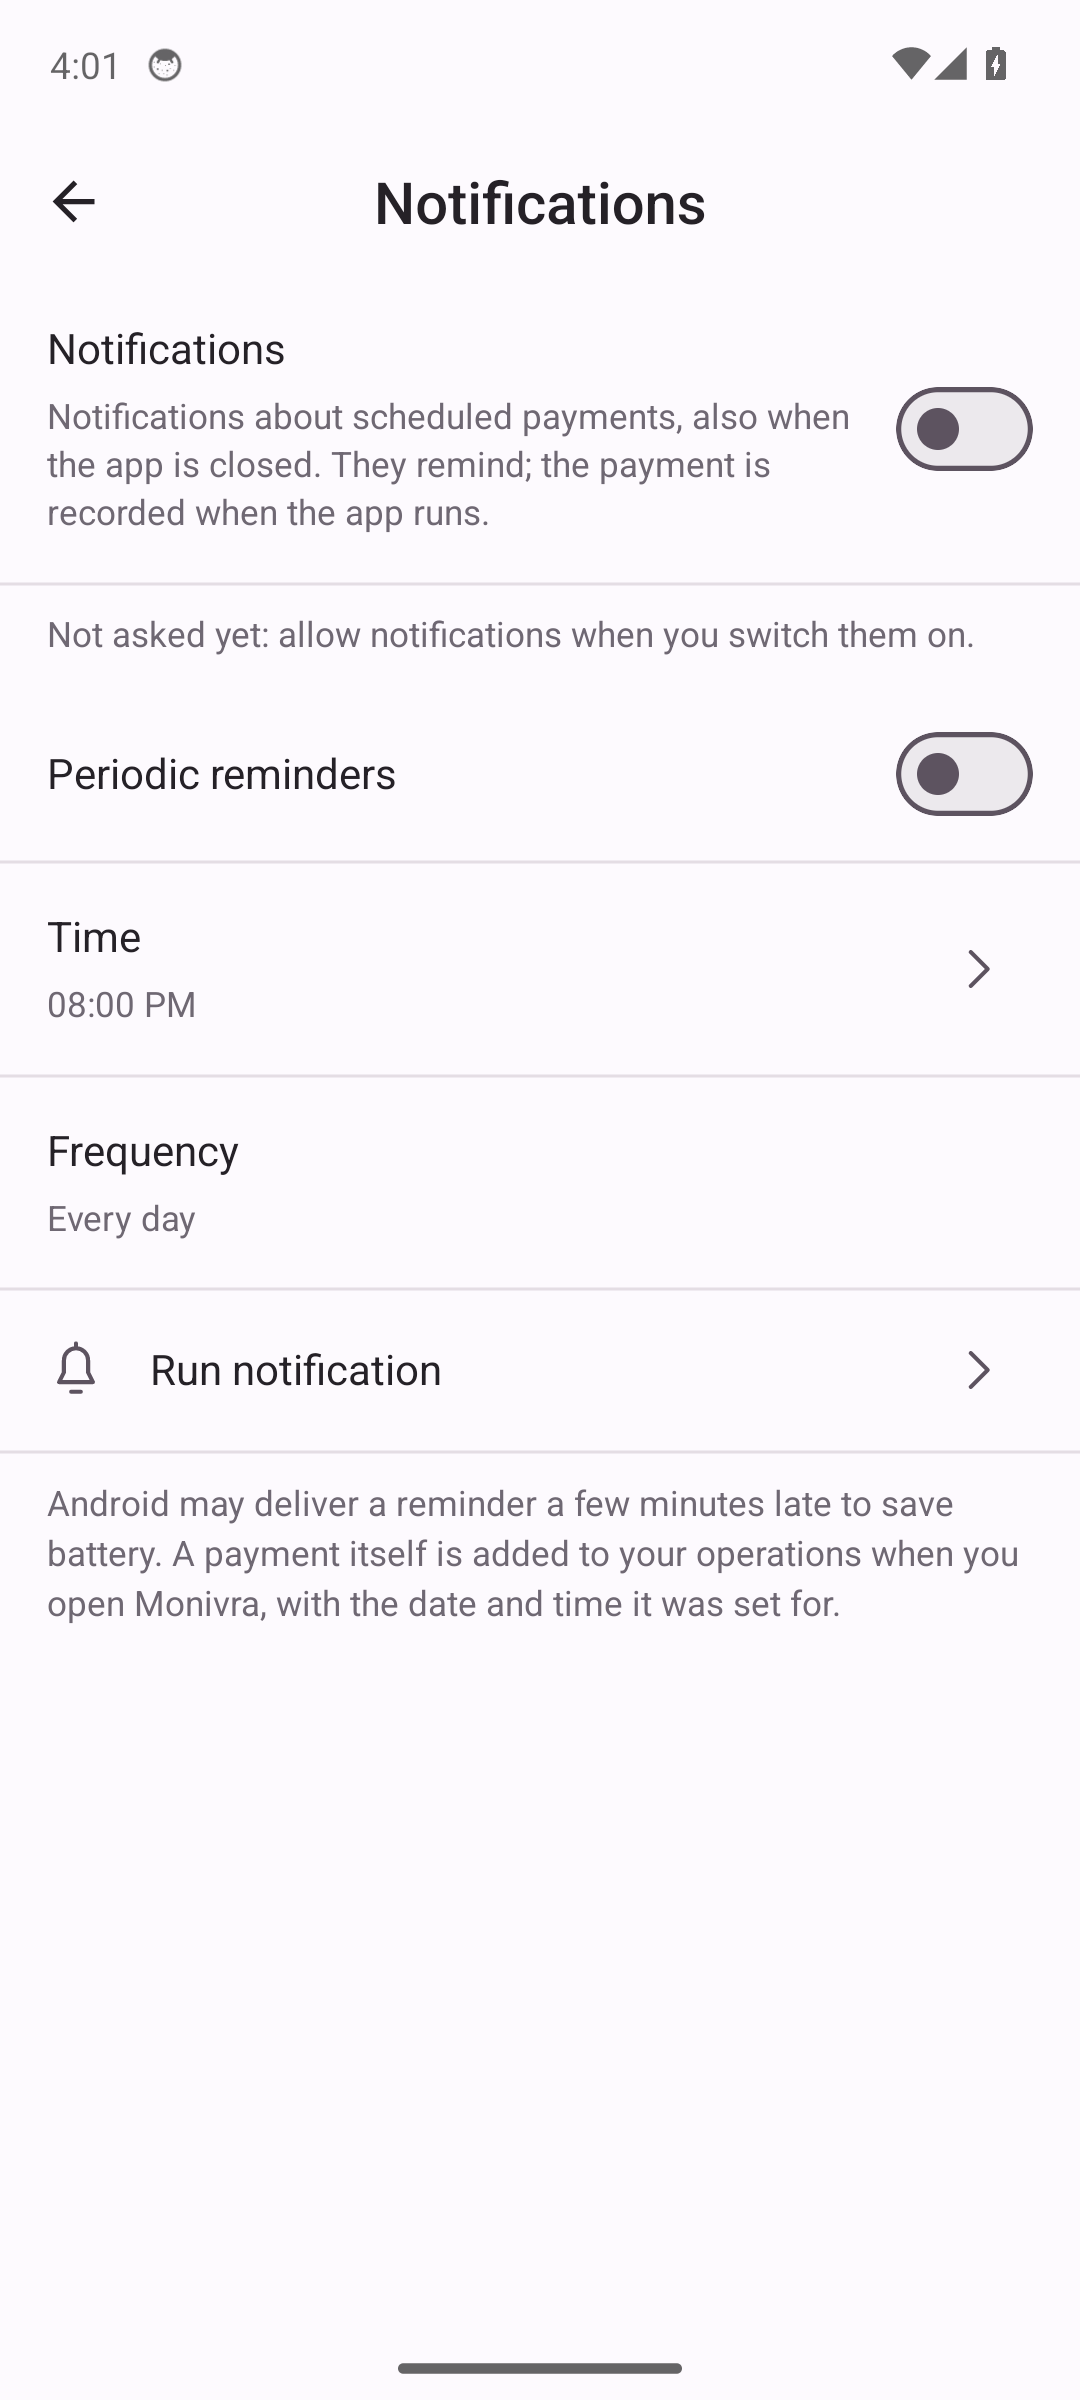 4:01
Notifications
Notifications
Notifications about scheduled payments, also when
the app is closed. They remind; the payment is
recorded when the app runs.
Not asked yet: allow notifications when you switch them on.
Periodic reminders
Time
08:00 PM
Frequency
Every day
Run notification
Android may deliver a reminder a few minutes late to save
battery. A payment itself is added to your operations when you
open Monivra, with the date and time it was set for.